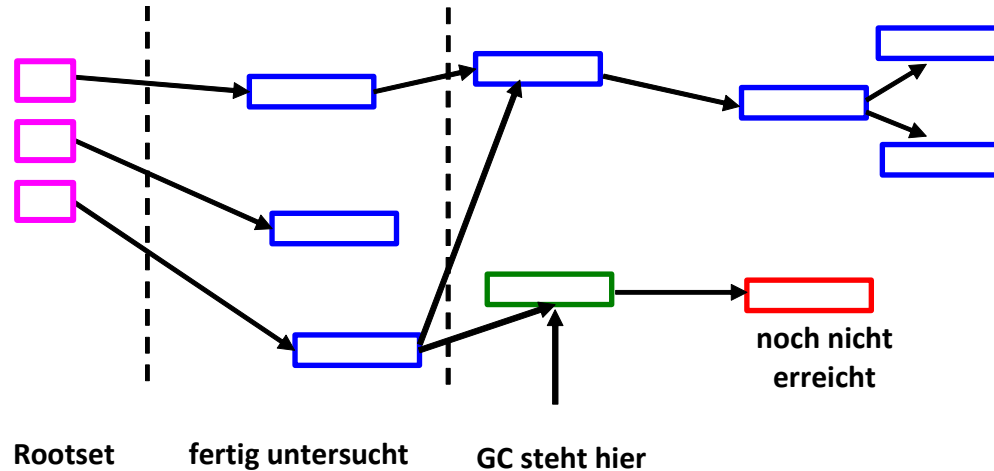 noch nicht
erreicht
Rootset
fertig untersucht
GC steht hier